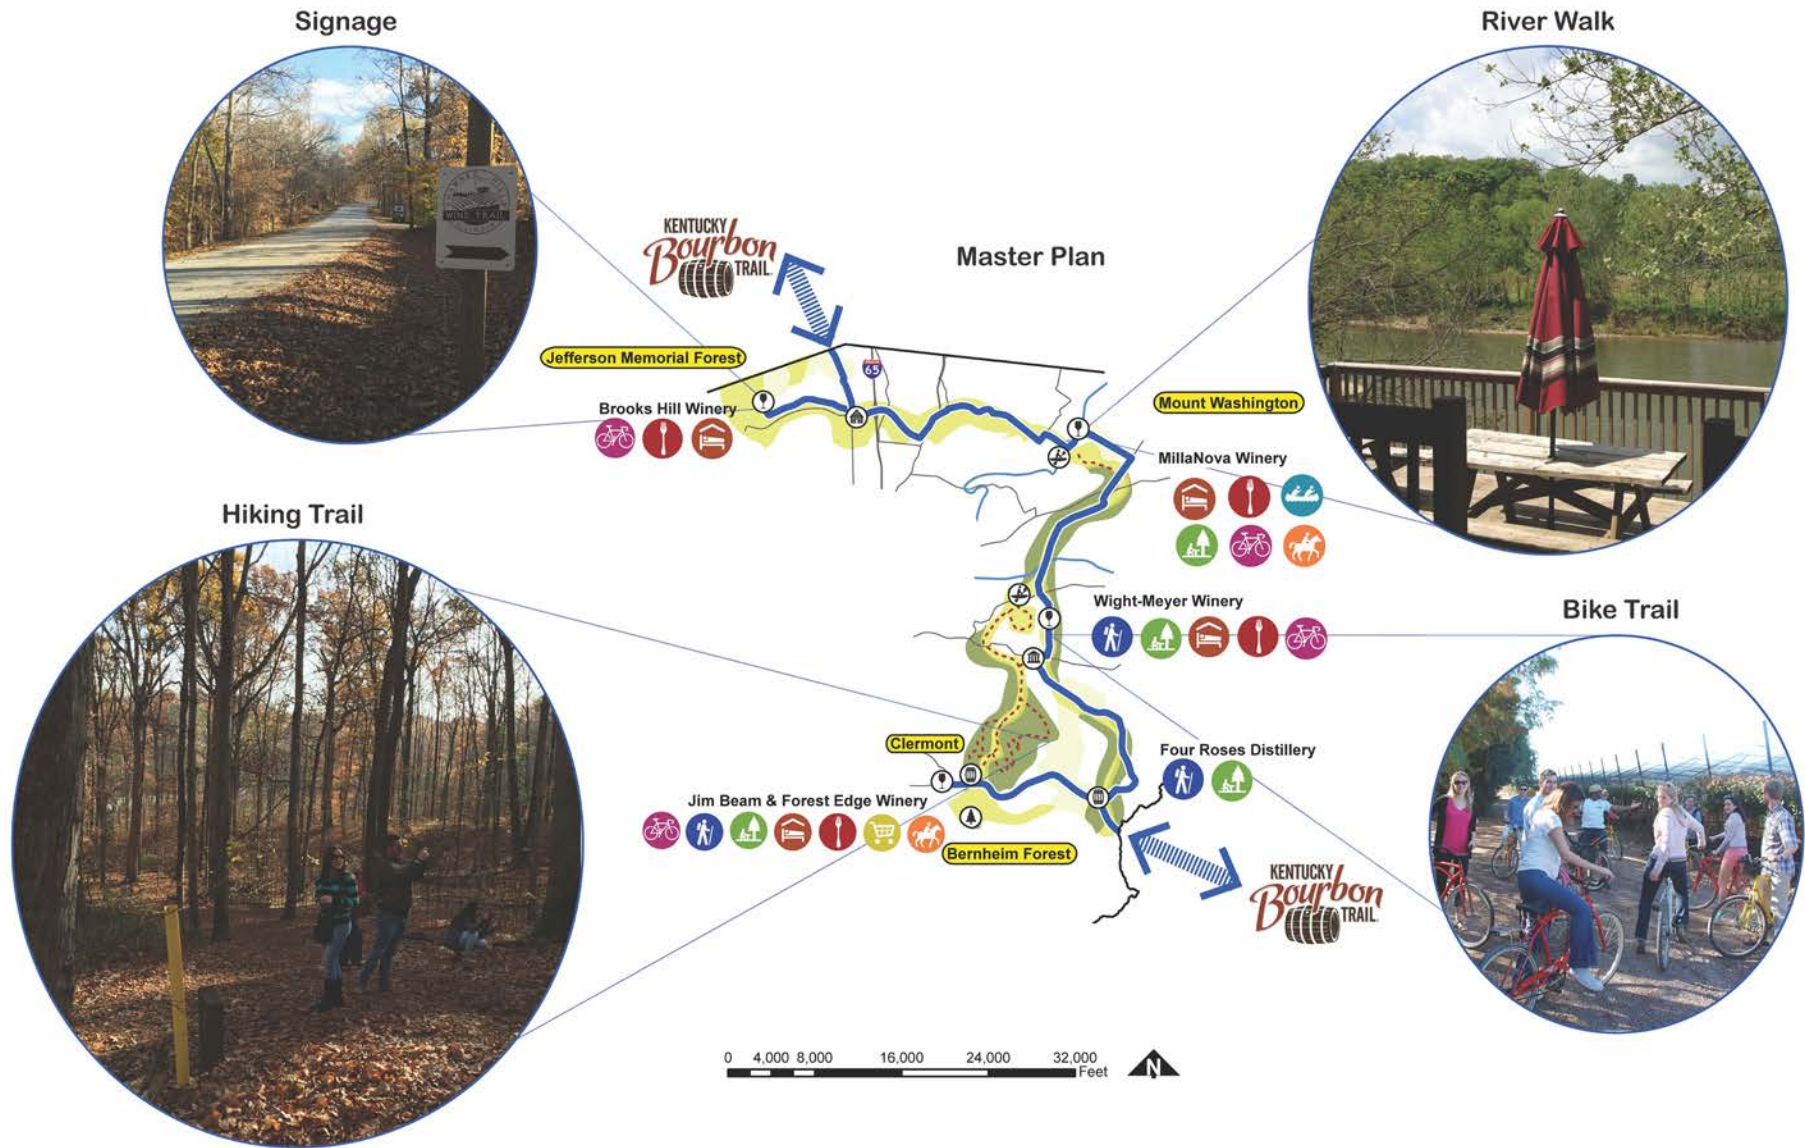 Signage
River Walk
WINE TRAIL
KENTUCKY
Bourbon
TRAIL
Master Plan
Jefferson Memorial Forest
65
Brooks Hill Winery
Mount Washington
MillaNova Winery
Hiking Trail
Wight-Meyer Winery
Bike Trail
Clermont
Four Roses Distillery
Jim Beam & Forest Edge Winery
Bernheim Forest
KENTUCKY
Bourbon
TRAIL
0 4,000 8,000 16,000 24,000 32,000
Feet
N